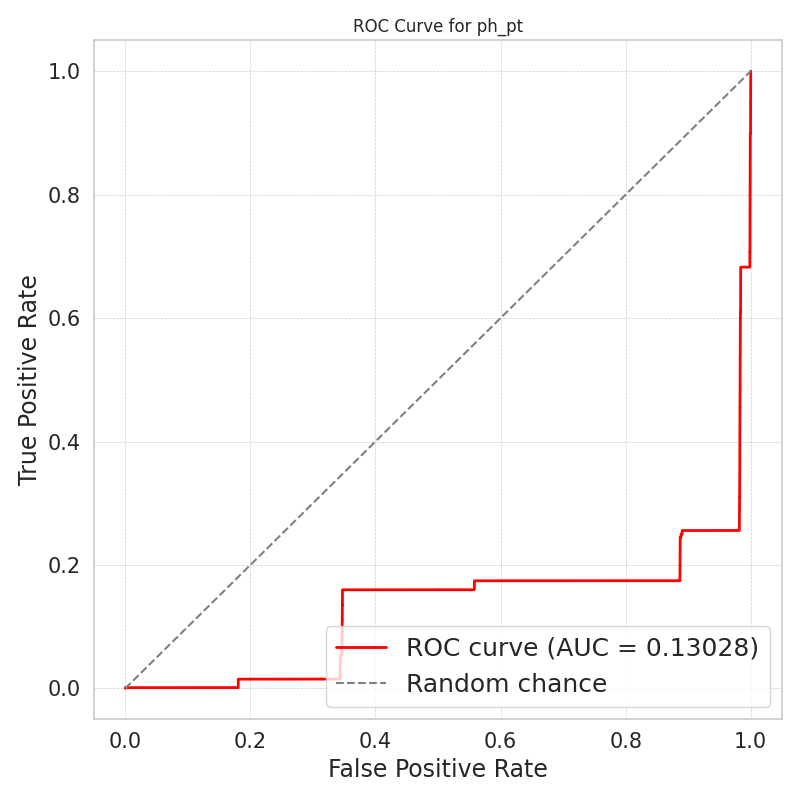 ROC Curve for ph_pt
True Positive Rate
1.0
0.8
0.6
0.4
0.2
0.0
ROC curve (AUC = 0.13028)
Random chance
0.0 0.2 0.4 0.6 0.8 1.0
False Positive Rate